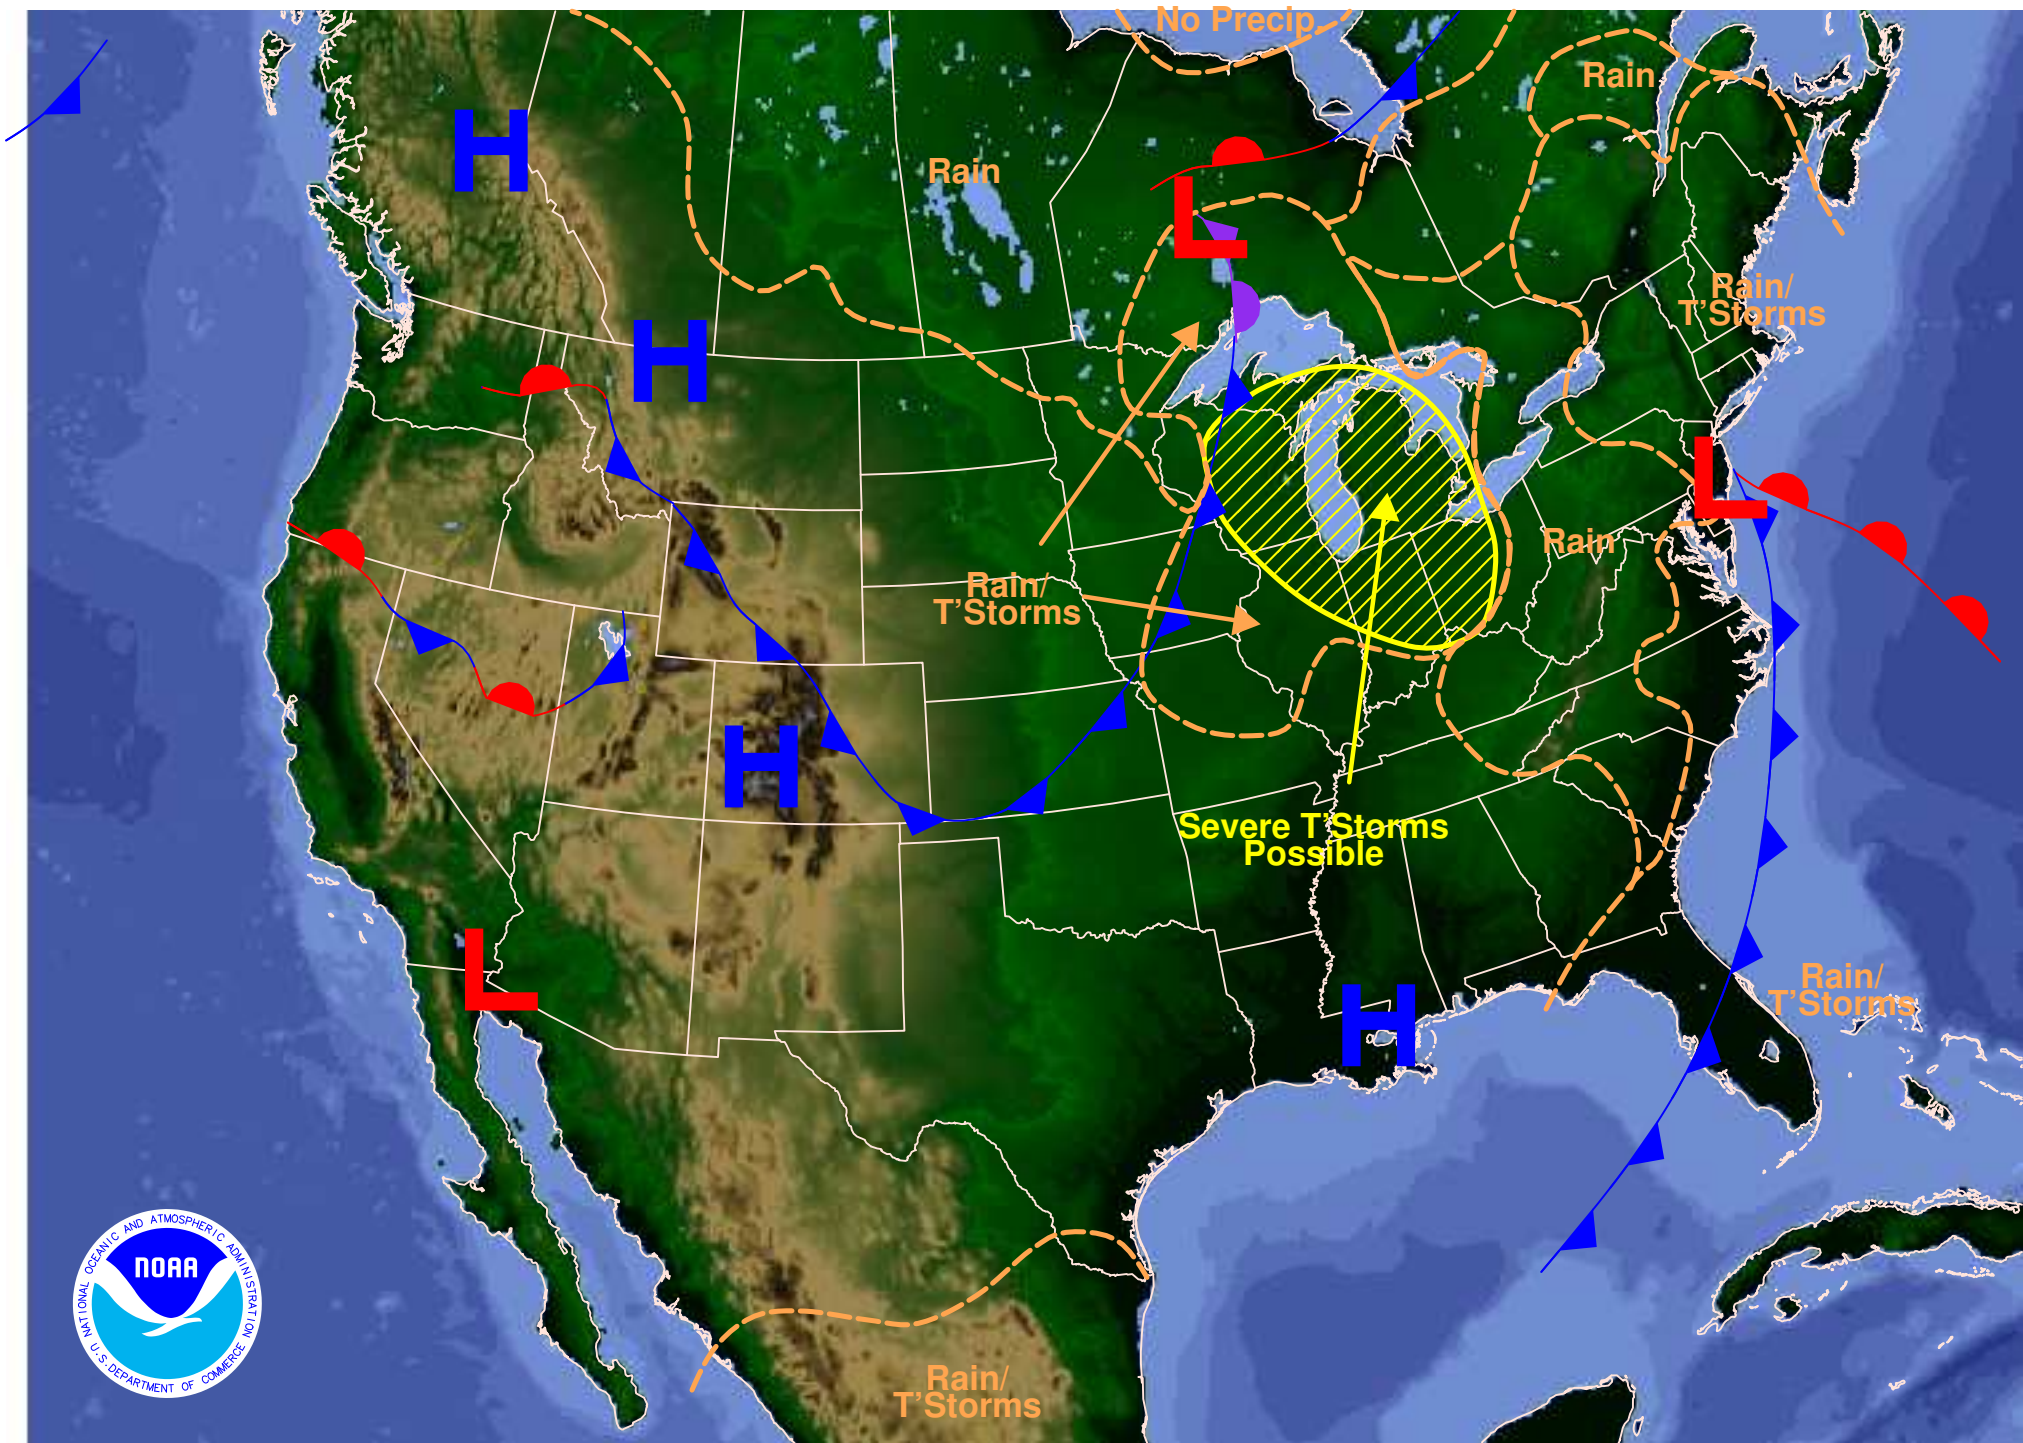 No Precip.
Rain
H
Rain
L
Rain/
T'Storms
H
L
Rain
Rain/
T'Storms
H
Severe T'Storms
Possible
L
H
Rain/
T'Storms
NATIONAL OCEANIC AND ATMOSPHERIC ADMINISTRATION
NOAA
U.S. DEPARTMENT OF COMMERCE
Rain/
T'Storms